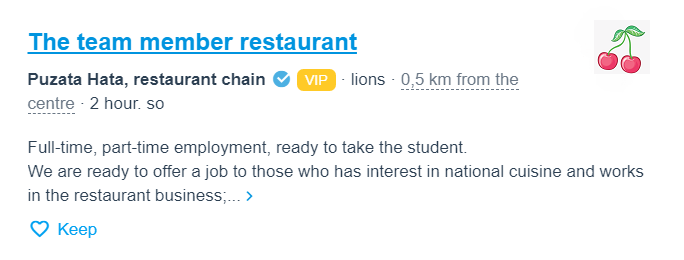 The team member restaurant
Puzata Hata, restaurant chain VIP · lions · 0,5 km from the
centre · 2 hour. so
Full-time, part-time employment, ready to take the student.
We are ready to offer a job to those who has interest in national cuisine and works
in the restaurant business;...
Keep